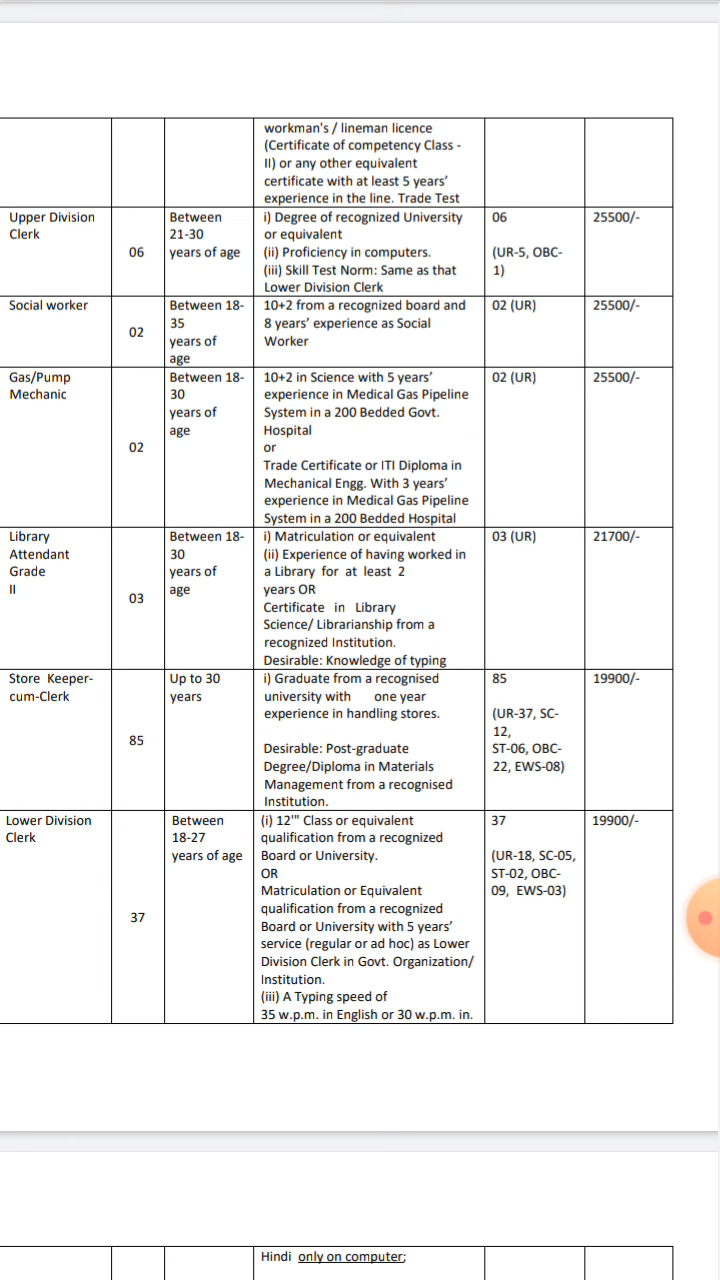 workman's / lineman licence
(Certificate of competency Class -
II) or any other equivalent
certificate with at least 5 years'
experience in the line. Trade Test
Upper Division
Clerk
06
Between
21-30
years of age
i) Degree of recognized University
or equivalent
(ii) Proficiency in computers.
(iii) Skill Test Norm: Same as that
Lower Division Clerk
06
(UR-5, OBC-
1)
25500/-
Social worker
02
Between 18-
35
years of
age
10+2 from a recognized board and
8 years' experience as Social
Worker
02 (UR)
25500/-
Gas/Pump
Mechanic
02
Between 18-
30
years of
age
10+2 in Science with 5 years'
experience in Medical Gas Pipeline
System in a 200 Bedded Govt.
Hospital
or
Trade Certificate or ITI Diploma in
Mechanical Engg. With 3 years'
experience in Medical Gas Pipeline
System in a 200 Bedded Hospital
02 (UR)
25500/-
Library
Attendant
Grade
II
03
Between 18-
30
years of
age
i) Matriculation or equivalent
(ii) Experience of having worked in
a Library for at least 2
years OR
Certificate in Library
Science/ Librarianship from a
recognized Institution.
Desirable: Knowledge of typing
03 (UR)
21700/-
Store Keeper-
cum-Clerk
85
Up to 30
years
i) Graduate from a recognised
university with one year
experience in handling stores.
Desirable: Post-graduate
Degree/Diploma in Materials
Management from a recognised
Institution.
85
(UR-37, SC-
12,
ST-06, OBC-
22, EWS-08)
19900/-
Lower Division
Clerk
37
Between
18-27
years of age
(i) 12'" Class or equivalent
qualification from a recognized
Board or University.
OR
Matriculation or Equivalent
qualification from a recognized
Board or University with 5 years'
service (regular or ad hoc) as Lower
Division Clerk in Govt. Organization/
Institution.
(iii) A Typing speed of
35 w.p.m. in English or 30 w.p.m. in.
37
(UR-18, SC-05,
ST-02, OBC-
09, EWS-03)
19900/-
Hindi only on computer;